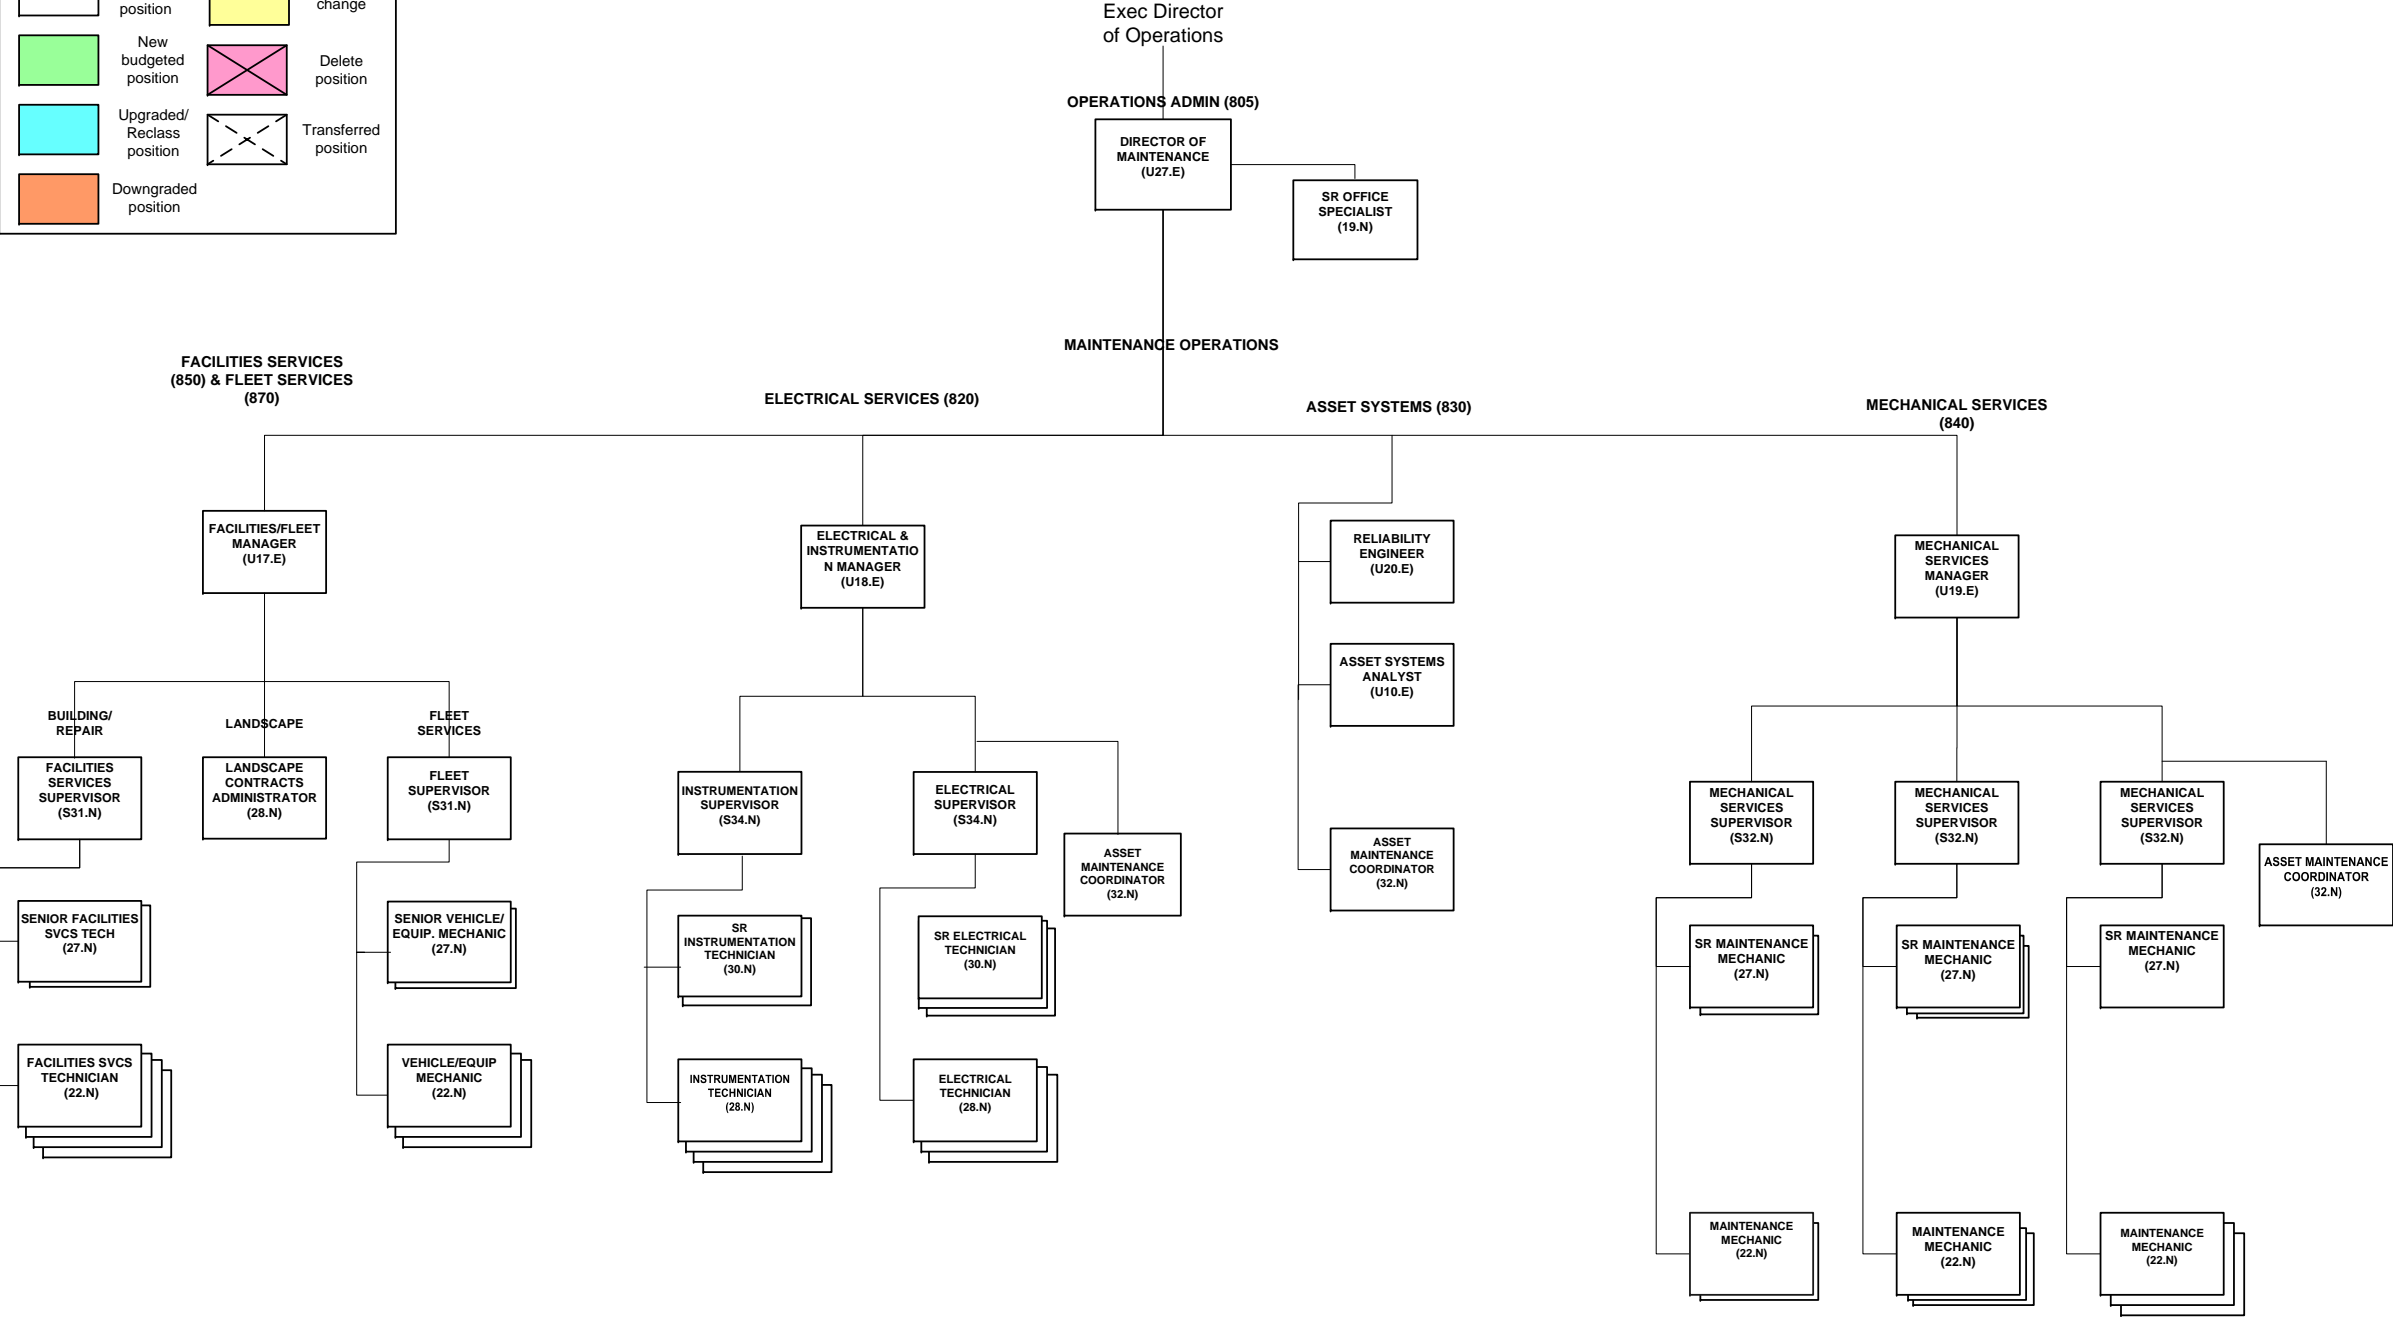 position
change
New
budgeted
position
Delete
position
Upgraded/
Reclass
position
Transferred
position
Downgraded
position
Exec Director
of Operations
OPERATIONS ADMIN (805)
DIRECTOR OF
MAINTENANCE
(U27.E)
SR OFFICE
SPECIALIST
(19.N)
MAINTENANCE OPERATIONS
FACILITIES SERVICES
(850) & FLEET SERVICES
(870)
ELECTRICAL SERVICES (820)
ASSET SYSTEMS (830)
MECHANICAL SERVICES
(840)
FACILITIES/FLEET
MANAGER
(U17.E)
ELECTRICAL &
INSTRUMENTATIO
N MANAGER
(U18.E)
RELIABILITY
ENGINEER
(U20.E)
MECHANICAL
SERVICES
MANAGER
(U19.E)
ASSET SYSTEMS
ANALYST
(U10.E)
BUILDING/
REPAIR
LANDSCAPE
FLEET
SERVICES
FACILITIES
SERVICES
SUPERVISOR
(S31.N)
LANDSCAPE
CONTRACTS
ADMINISTRATOR
(28.N)
FLEET
SUPERVISOR
(S31.N)
INSTRUMENTATION
SUPERVISOR
(S34.N)
ELECTRICAL
SUPERVISOR
(S34.N)
ASSET
MAINTENANCE
COORDINATOR
(32.N)
ASSET
MAINTENANCE
COORDINATOR
(32.N)
MECHANICAL
SERVICES
SUPERVISOR
(S32.N)
MECHANICAL
SERVICES
SUPERVISOR
(S32.N)
MECHANICAL
SERVICES
SUPERVISOR
(S32.N)
ASSET MAINTENANCE
COORDINATOR
(32.N)
SENIOR FACILITIES
SVCS TECH
(27.N)
SENIOR VEHICLE/
EQUIP. MECHANIC
(27.N)
SR
INSTRUMENTATION
TECHNICIAN
(30.N)
SR ELECTRICAL
TECHNICIAN
(30.N)
SR MAINTENANCE
MECHANIC
(27.N)
SR MAINTENANCE
MECHANIC
(27.N)
SR MAINTENANCE
MECHANIC
(27.N)
FACILITIES SVCS
TECHNICIAN
(22.N)
VEHICLE/EQUIP
MECHANIC
(22.N)
INSTRUMENTATION
TECHNICIAN
(28.N)
ELECTRICAL
TECHNICIAN
(28.N)
MAINTENANCE
MECHANIC
(22.N)
MAINTENANCE
MECHANIC
(22.N)
MAINTENANCE
MECHANIC
(22.N)